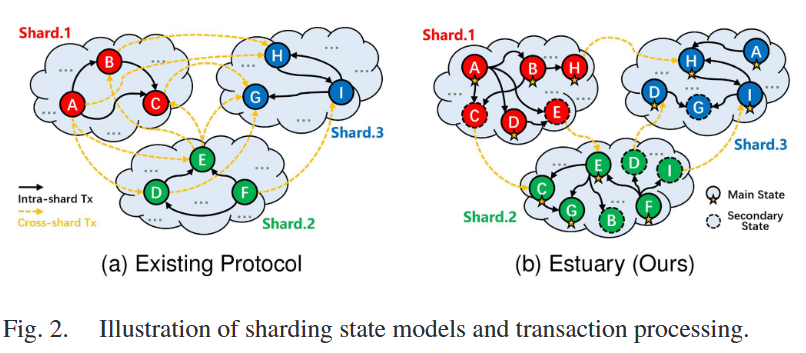 Shard.1
B
A
C
H
G
I
Shard.3
E
D
F
Intra-shard Tx
Cross-shard Tx
Shard.2
(a) Existing Protocol
Shard.1
A
B
H
C
D
E
H
A
D
G
I
Shard.3
E
D
I
C
G
B
F
Shard.2
Main State
Secondary
State
(b) Estuary (Ours)
Fig. 2. Illustration of sharding state models and transaction processing.